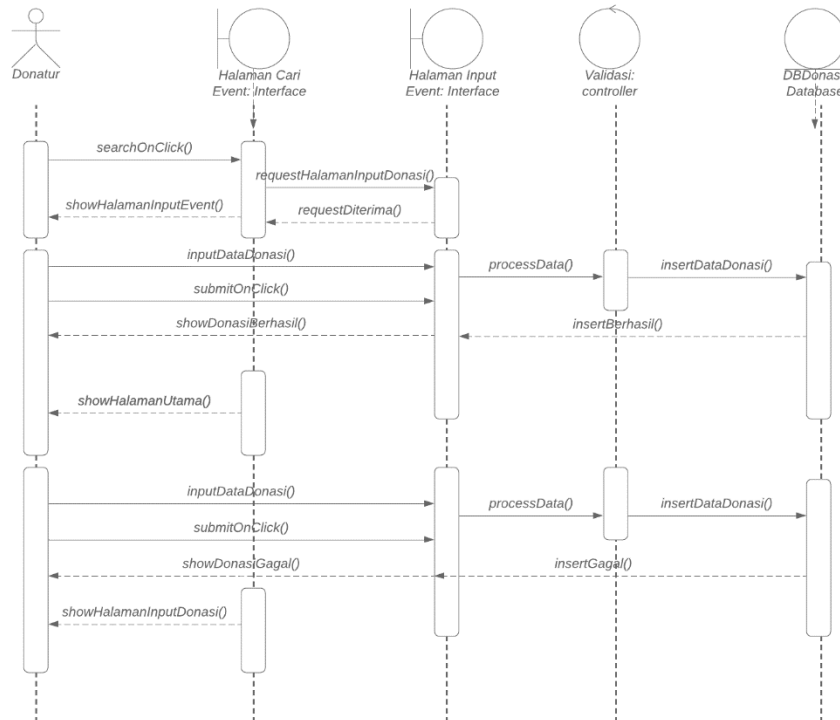 Donatur
Halaman Cari
Event: Interface
Halaman Input
Event: Interface
Validasi:
controller
DBDonas
Database
searchOnClick()
requestHalamanInputDonasi()
showHalamanInputEvent()
requestDiterima()
inputDataDonasi()
processData()
insertDataDonasi()
submitOnClick()
showDonasiBerhasil()
insertBerhasil()
showHalamanUtama()
inputDataDonasi()
processData()
insertDataDonasi()
submitOnClick()
showDonasiGagal()
insertGagal()
showHalamanInputDonasi()